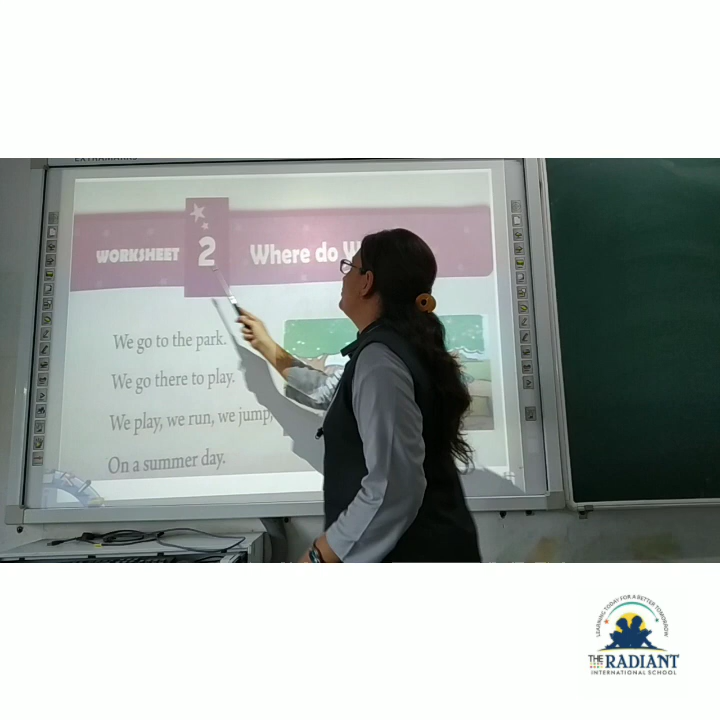 EXTRAMARKS
WORKSHEET 2 Where do
We go to the park.
We go there to play.
We play, we run, we jump,
On a summer day.
LEARNING TODAY FOR A BETTER TOMORROW
THE RADIANT
INTERNATIONAL SCHOOL